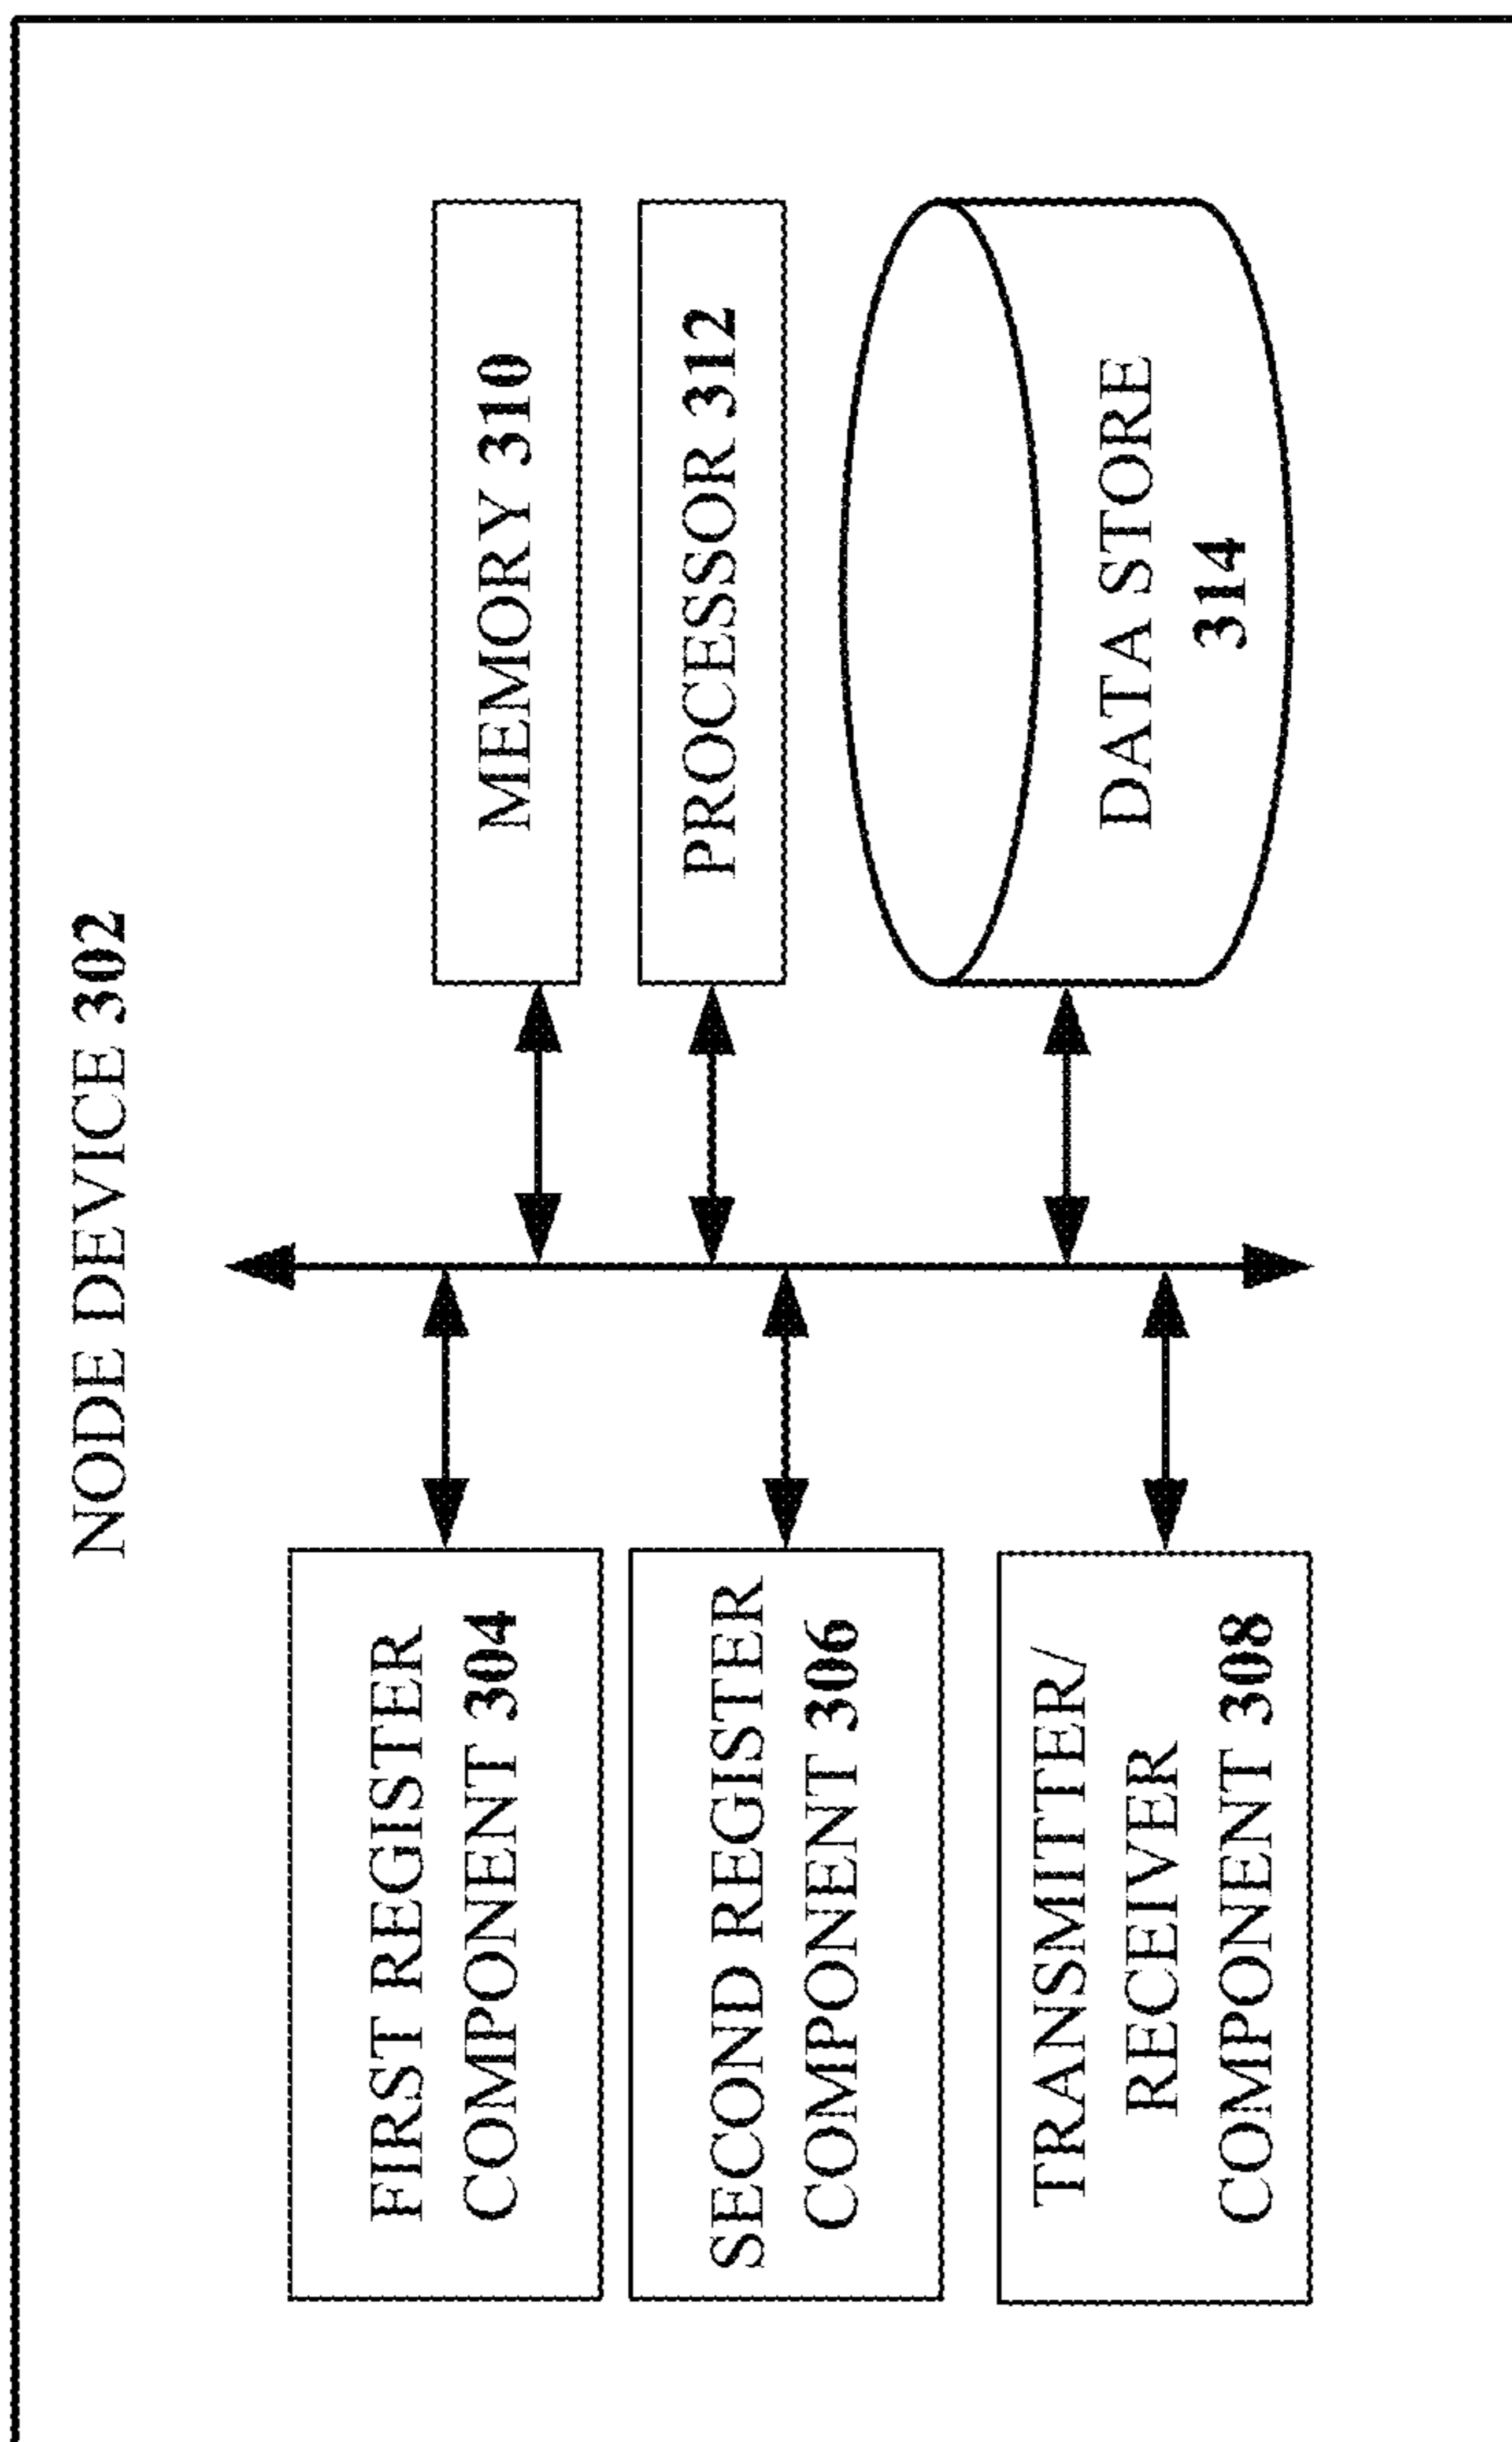 NODE DEVICE 302
FIRST REGISTER
COMPONENT 304
SECOND REGISTER
COMPONENT 306
TRANSMITTER/
RECEIVER
COMPONENT 308
MEMORY 310
PROCESSOR 312
DATA STORE
314